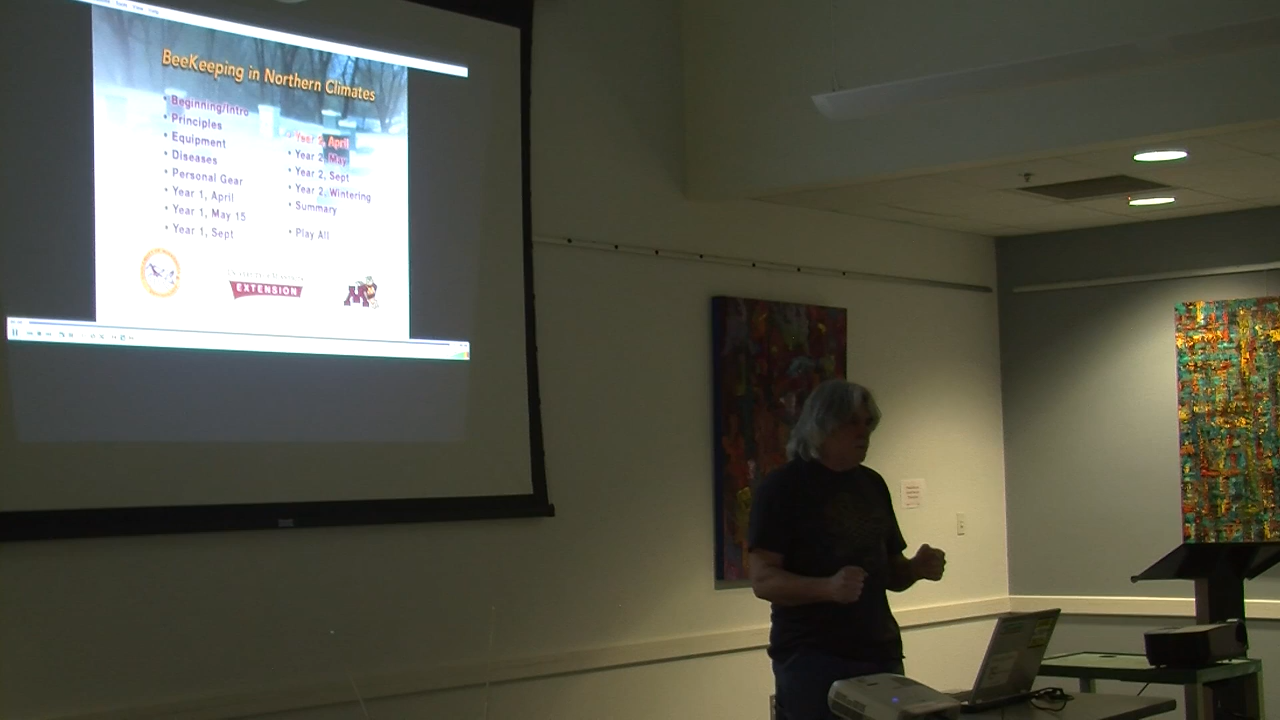 BeeKeeping in Northern Climates
• Beginning/Intro
• Principles
• Equipment
• Diseases
• Personal Gear
• Year 1, April
• Year 1, May 15
• Year 1, Sept
• Year 2, April
• Year 2, May
• Year 2, Sept
• Year 2, Wintering
• Summary
• Play All
EXTENSION
M